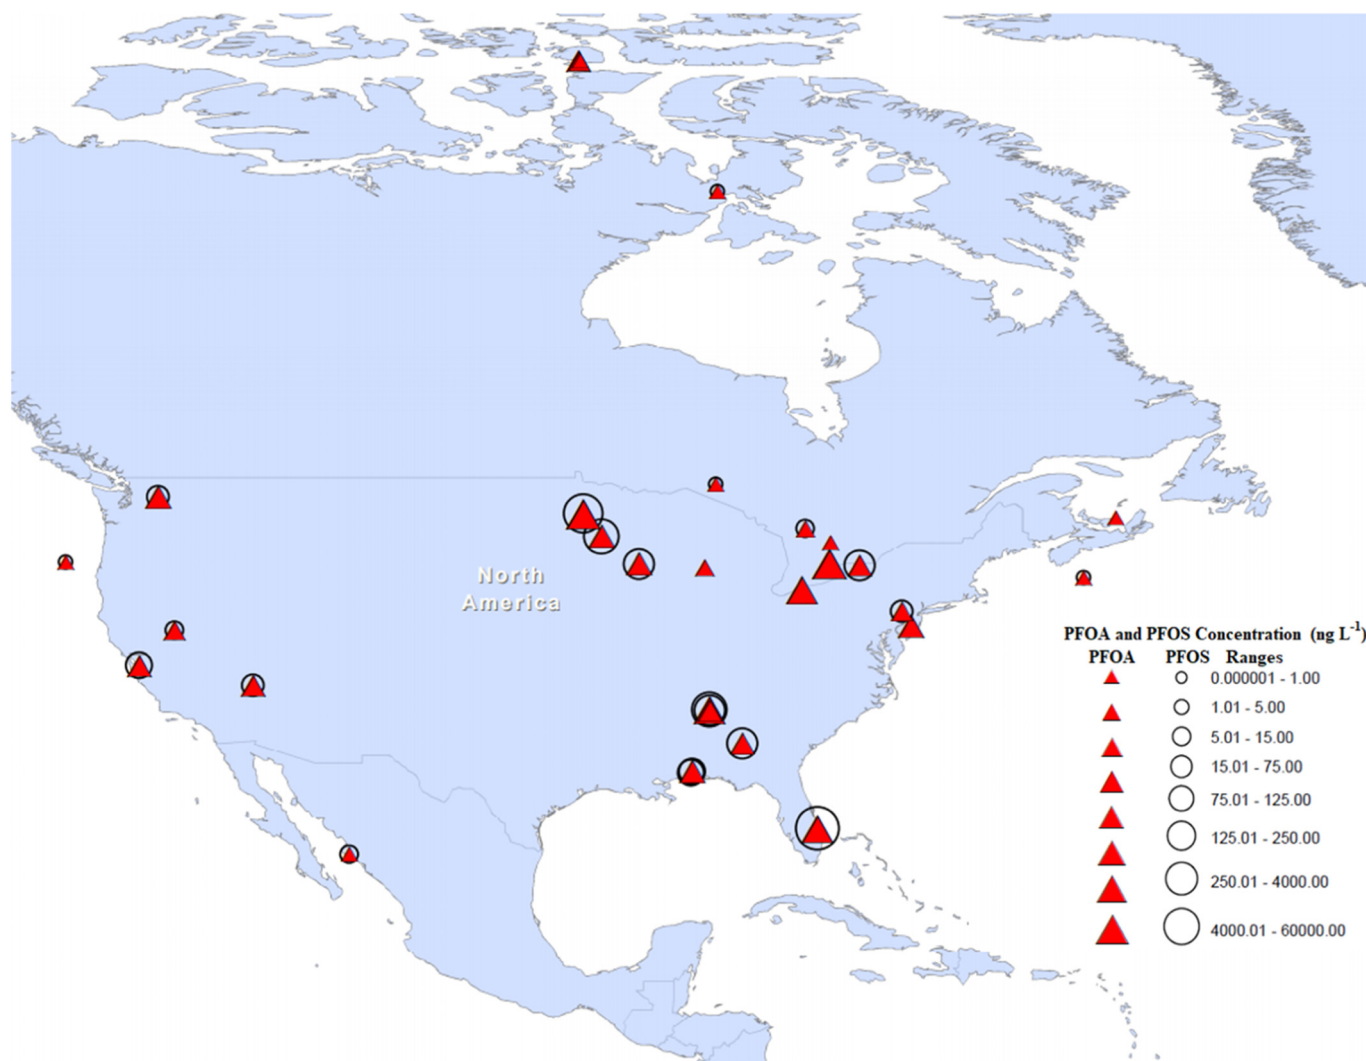 North
America
PFOA and PFOS Concentration (ng L-1)
PFOA PFOS Ranges
0.000001 - 1.00
1.01 - 5.00
5.01 - 15.00
15.01 - 75.00
75.01 - 125.00
125.01 - 250.00
250.01 - 4000.00
4000.01 - 60000.00